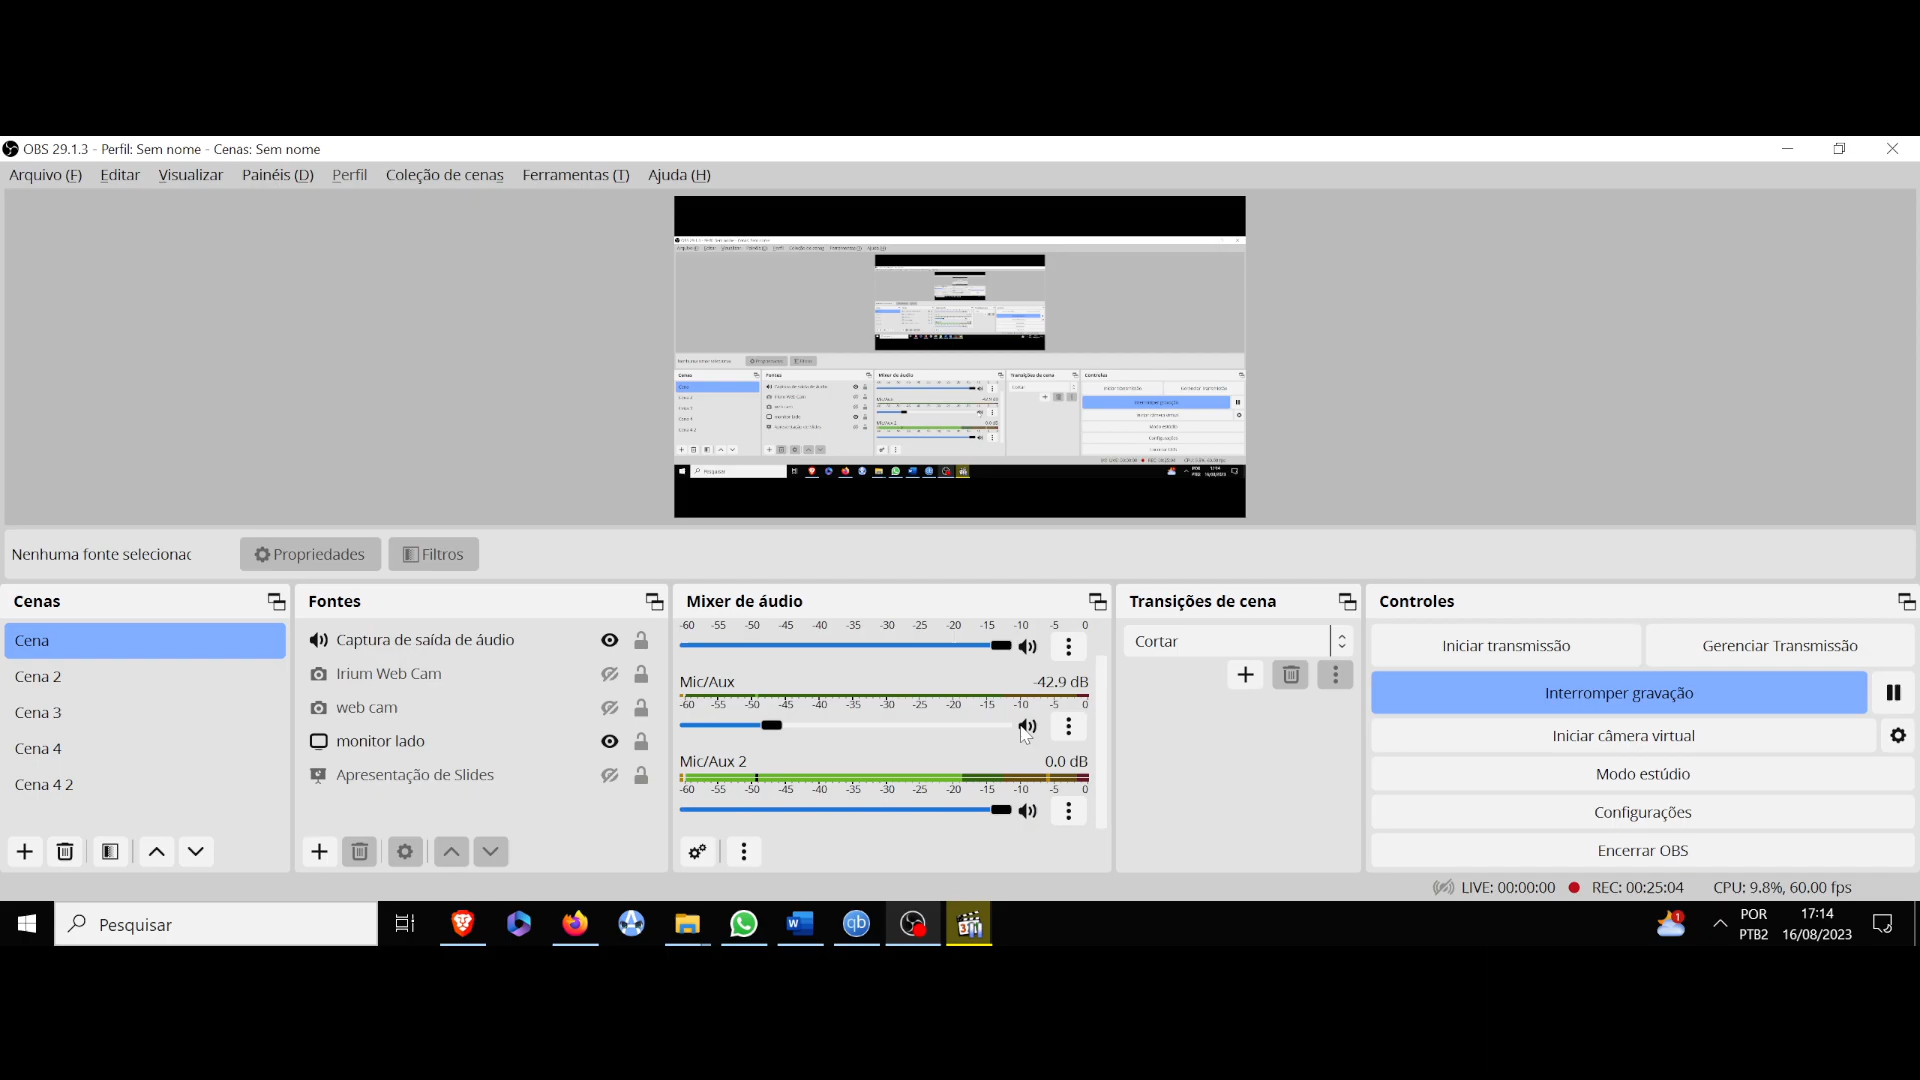 OBS 29.1.3 - Perfil: Sem nome - Cenas: Sem nome
Arquivo (F) Editar Visualizar Painéis (D) Perfil Coleção de cenas Ferramentas (T) Ajuda (H)
Nenhuma fonte selecionac Propriedades Filtros
Cenas
Cena
Cena 2
Cena 3
Cena 4
Cena 4 2
Fontes
Captura de saída de áudio
Irium Web Cam
web cam
monitor lado
Apresentação de Slides
Mixer de áudio
-60 -55 -50 -45 -40 -35 -30 -25 -20 -15 -10 -5 0
Mic/Aux -42.9 dB
-60 -55 -50 -45 -40 -35 -30 -25 -20 -15 -10 -5 0
Mic/Aux 2 0.0 dB
-60 -55 -50 -45 -40 -35 -30 -25 -20 -15 -10 -5 0
Transições de cena
Cortar
Controles
Iniciar transmissão Gerenciar Transmissão
Interromper gravação
Iniciar câmera virtual
Modo estúdio
Configurações
Encerrar OBS
LIVE: 00:00:00 REC: 00:25:04 CPU: 9.8%, 60.00 fps
Pesquisar
POR
PTB2
17:14
16/08/2023